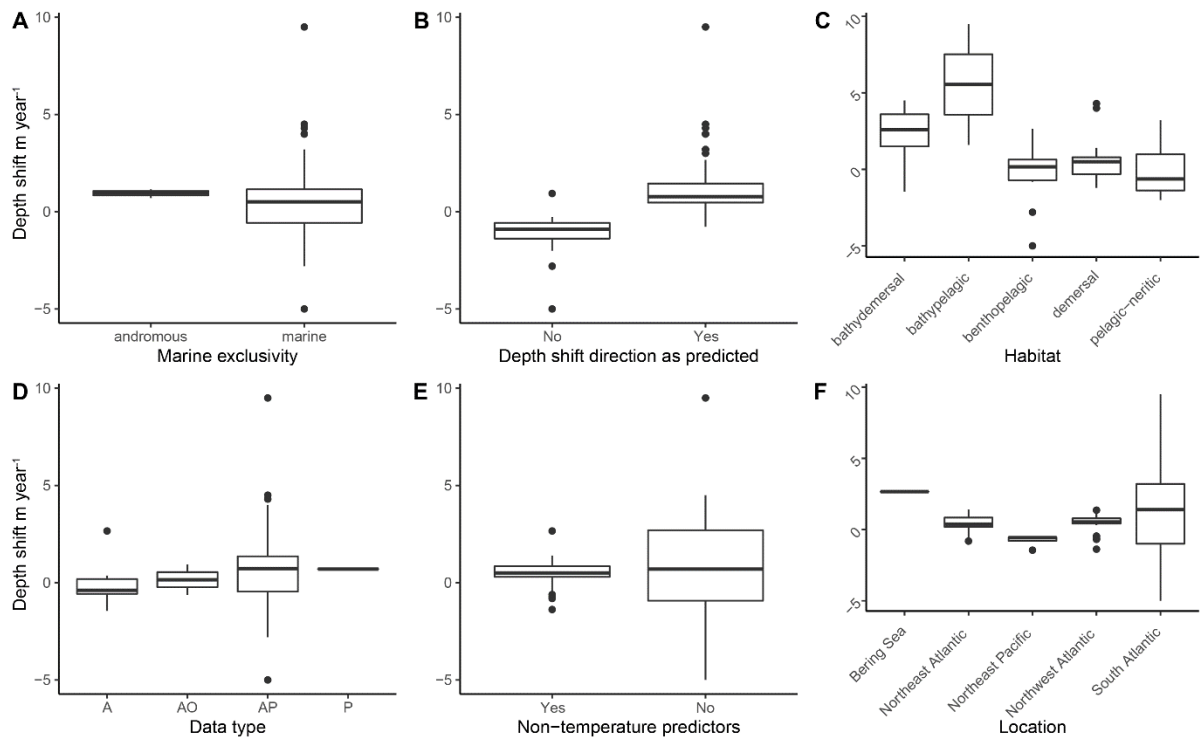 A
B
C
Depth shift m year⁻¹
10
5
0
−5
andromous
marine
Marine exclusivity
10
5
0
−5
No
Yes
Depth shift direction as predicted
10
5
0
−5
bathydemersal
bathypelagic
benthopelagic
demersal
pelagic−neritic
Habitat
D
E
F
Depth shift m year⁻¹
10
5
0
−5
A
AO
AP
P
Data type
10
5
0
−5
Yes
No
Non−temperature predictors
10
5
0
−5
Bering Sea
Northeast Atlantic
Northeast Pacific
Northwest Atlantic
South Atlantic
Location